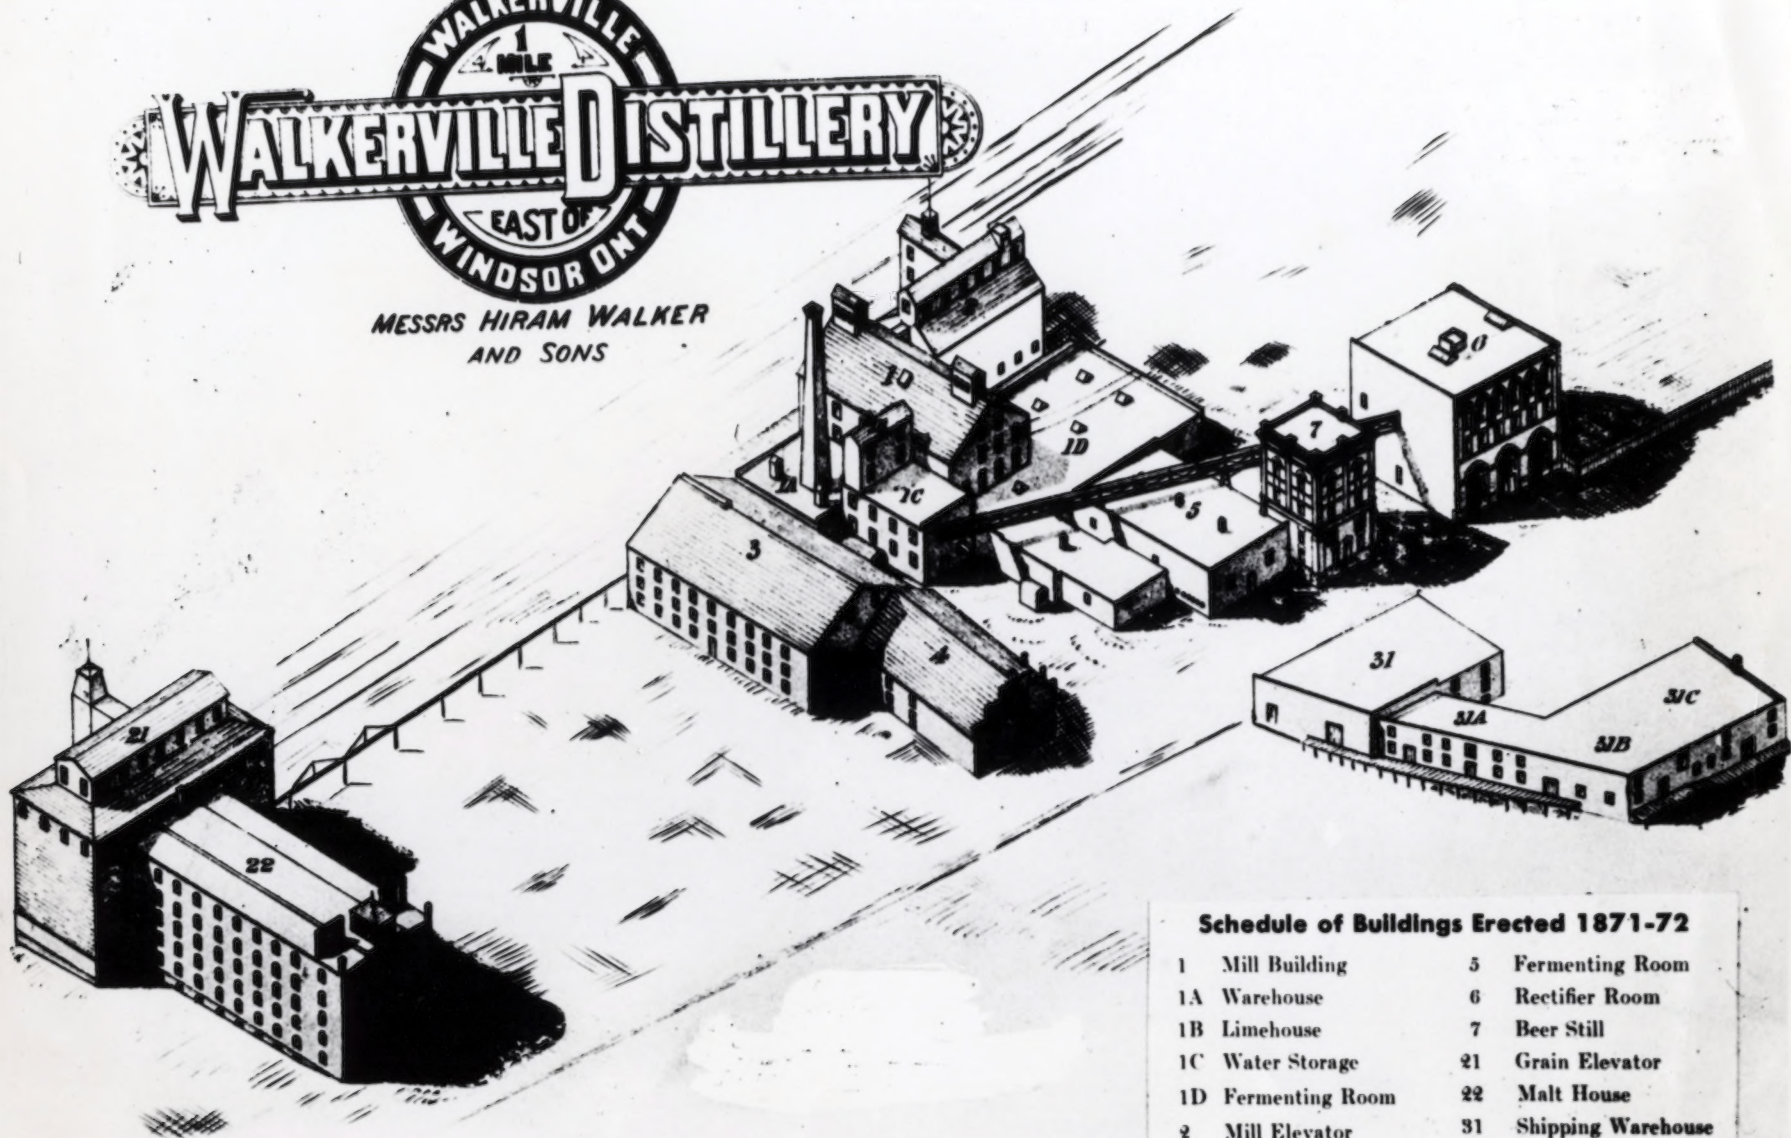 WALKERVILLE
1
MILE
WALKERVILLE DISTILLERY
EAST OF
WINDSOR ONT
MESSRS HIRAM WALKER
AND SONS
6
7
1D
1C
1A
5
3
4
31
31A
31B
31C
21
22
Schedule of Buildings Erected 1871-72
1 Mill Building
1A Warehouse
1B Limehouse
1C Water Storage
1D Fermenting Room
2 Mill Elevator
5 Fermenting Room
6 Rectifier Room
7 Beer Still
21 Grain Elevator
22 Malt House
31 Shipping Warehouse